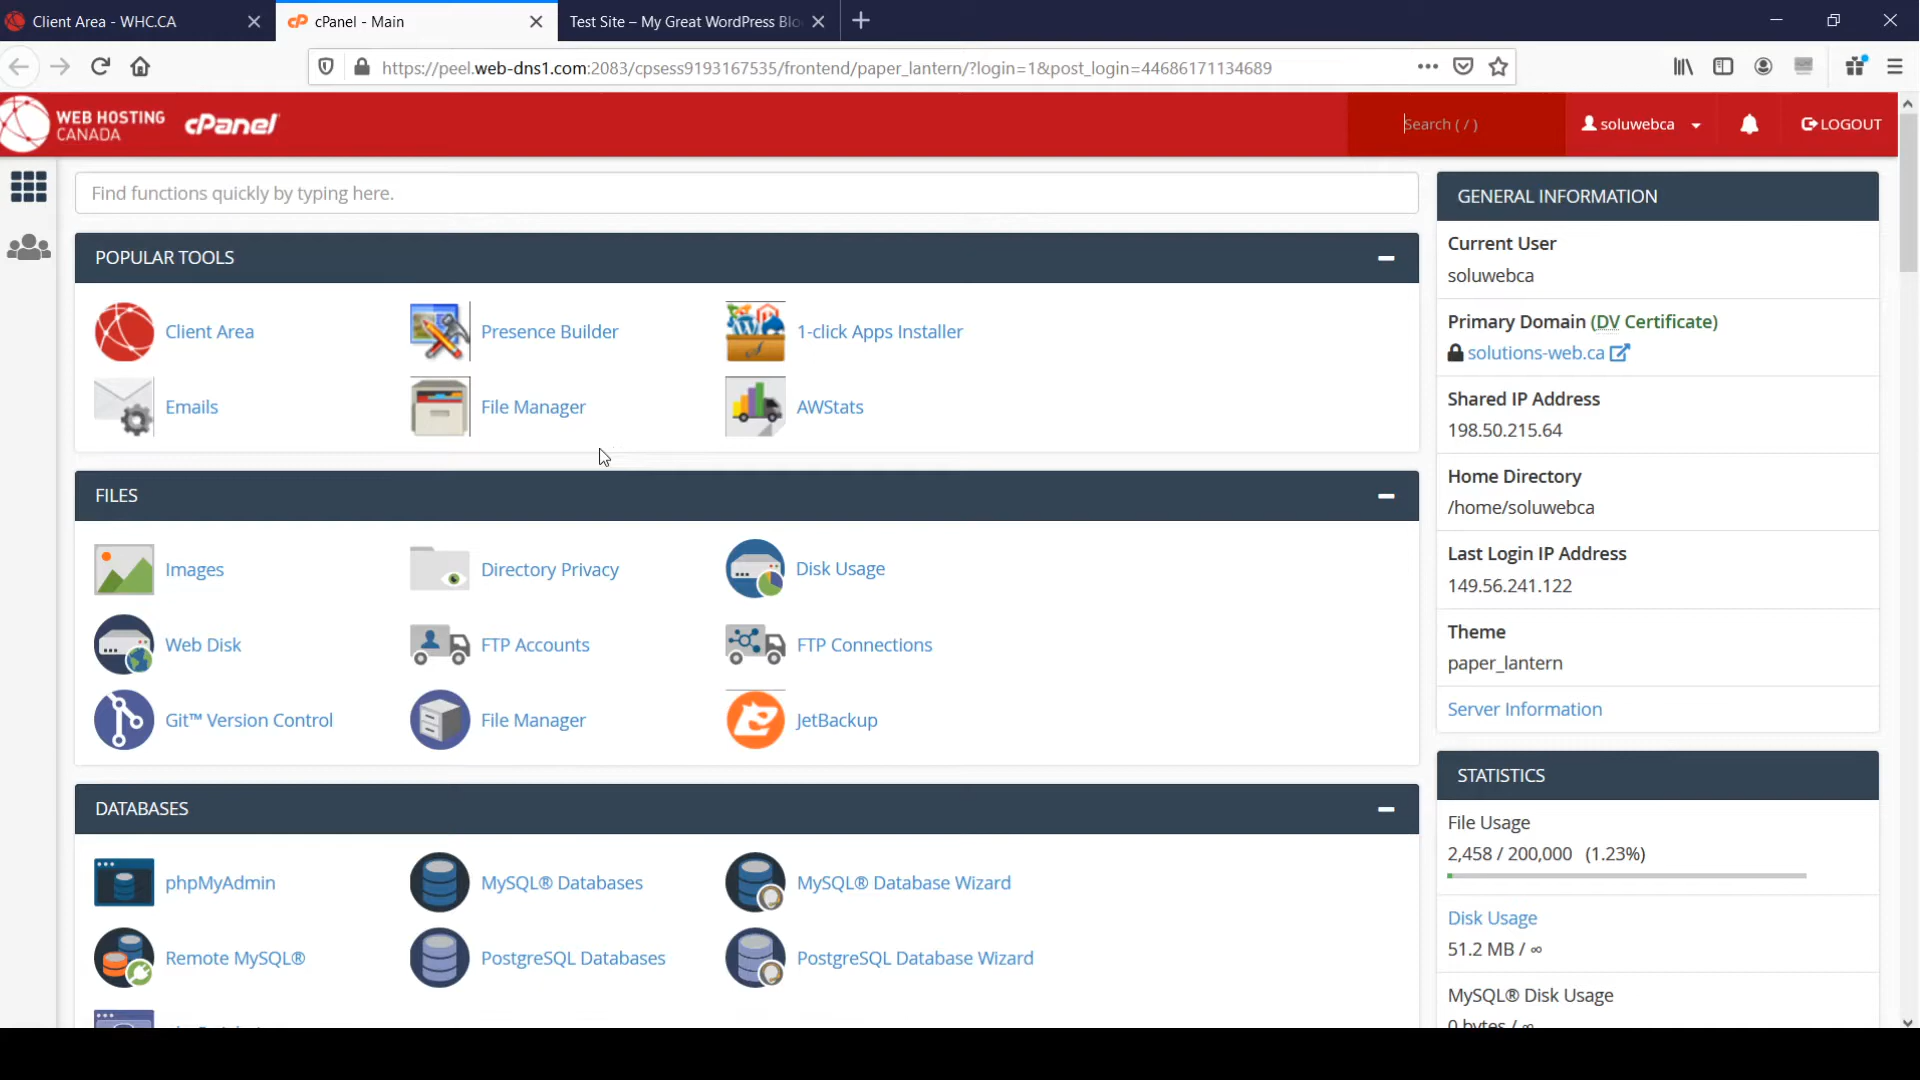 Client Area - WHC.CA
cPanel - Main
Test Site – My Great WordPress Blo
https://peel.web-dns1.com:2083/cpsess9193167535/frontend/paper_lantern/?login=1&post_login=44686171134689
WEB HOSTING
CANADA
cPanel
Search ( / )
soluwebca
LOGOUT
Find functions quickly by typing here.
POPULAR TOOLS
Client Area
Presence Builder
1-click Apps Installer
Emails
File Manager
AWStats
FILES
Images
Directory Privacy
Disk Usage
Web Disk
FTP Accounts
FTP Connections
Git™ Version Control
File Manager
JetBackup
DATABASES
phpMyAdmin
MySQL® Databases
MySQL® Database Wizard
Remote MySQL®
PostgreSQL Databases
PostgreSQL Database Wizard
GENERAL INFORMATION
Current User
soluwebca
Primary Domain (DV Certificate)
solutions-web.ca
Shared IP Address
198.50.215.64
Home Directory
/home/soluwebca
Last Login IP Address
149.56.241.122
Theme
paper_lantern
Server Information
STATISTICS
File Usage
2,458 / 200,000 (1.23%)
Disk Usage
51.2 MB / ∞
MySQL® Disk Usage
0 bytes / ∞